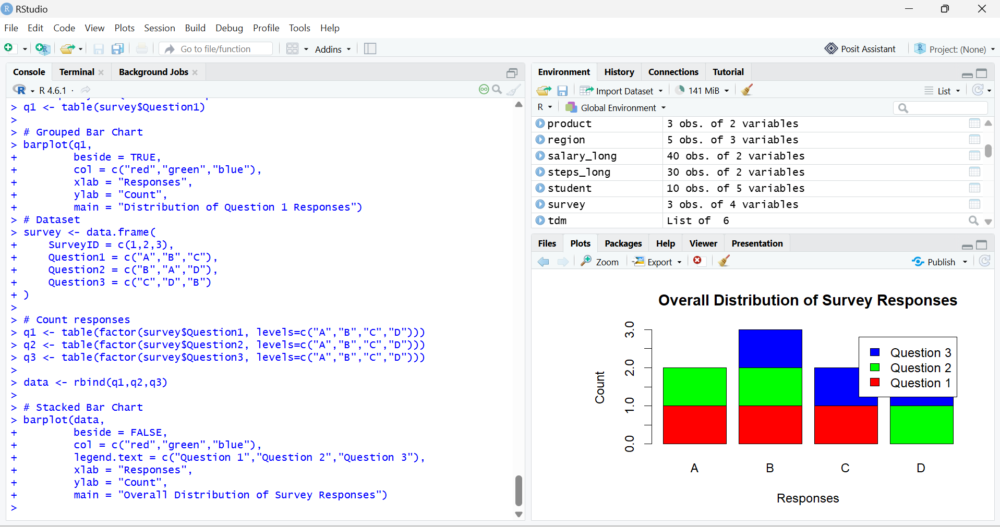 RStudio
File Edit Code View Plots Session Build Debug Profile Tools Help
Go to file/function Addins Posit Assistant Project: (None)
Console Terminal Background Jobs
R 4.6.1 ·
> q1 <- table(survey$Question1)
>
> # Grouped Bar Chart
> barplot(q1,
+         beside = TRUE,
+         col = c("red","green","blue"),
+         xlab = "Responses",
+         ylab = "Count",
+         main = "Distribution of Question 1 Responses")
> # Dataset
> survey <- data.frame(
+     SurveyID = c(1,2,3),
+     Question1 = c("A","B","C"),
+     Question2 = c("B","A","D"),
+     Question3 = c("C","D","B")
+ )
>
> # Count responses
> q1 <- table(factor(survey$Question1, levels=c("A","B","C","D")))
> q2 <- table(factor(survey$Question2, levels=c("A","B","C","D")))
> q3 <- table(factor(survey$Question3, levels=c("A","B","C","D")))
>
> data <- rbind(q1,q2,q3)
>
> # Stacked Bar Chart
> barplot(data,
+         beside = FALSE,
+         col = c("red","green","blue"),
+         legend.text = c("Question 1","Question 2","Question 3"),
+         xlab = "Responses",
+         ylab = "Count",
+         main = "Overall Distribution of Survey Responses")
>
Environment History Connections Tutorial
Import Dataset 141 MiB List
R Global Environment
product 3 obs. of 2 variables
region 5 obs. of 3 variables
salary_long 40 obs. of 2 variables
steps_long 30 obs. of 2 variables
student 10 obs. of 5 variables
survey 3 obs. of 4 variables
tdm List of 6
Files Plots Packages Help Viewer Presentation
Zoom Export Publish
Overall Distribution of Survey Responses
Count
3.0
2.0
1.0
0.0
Question 3
Question 2
Question 1
A B C D
Responses